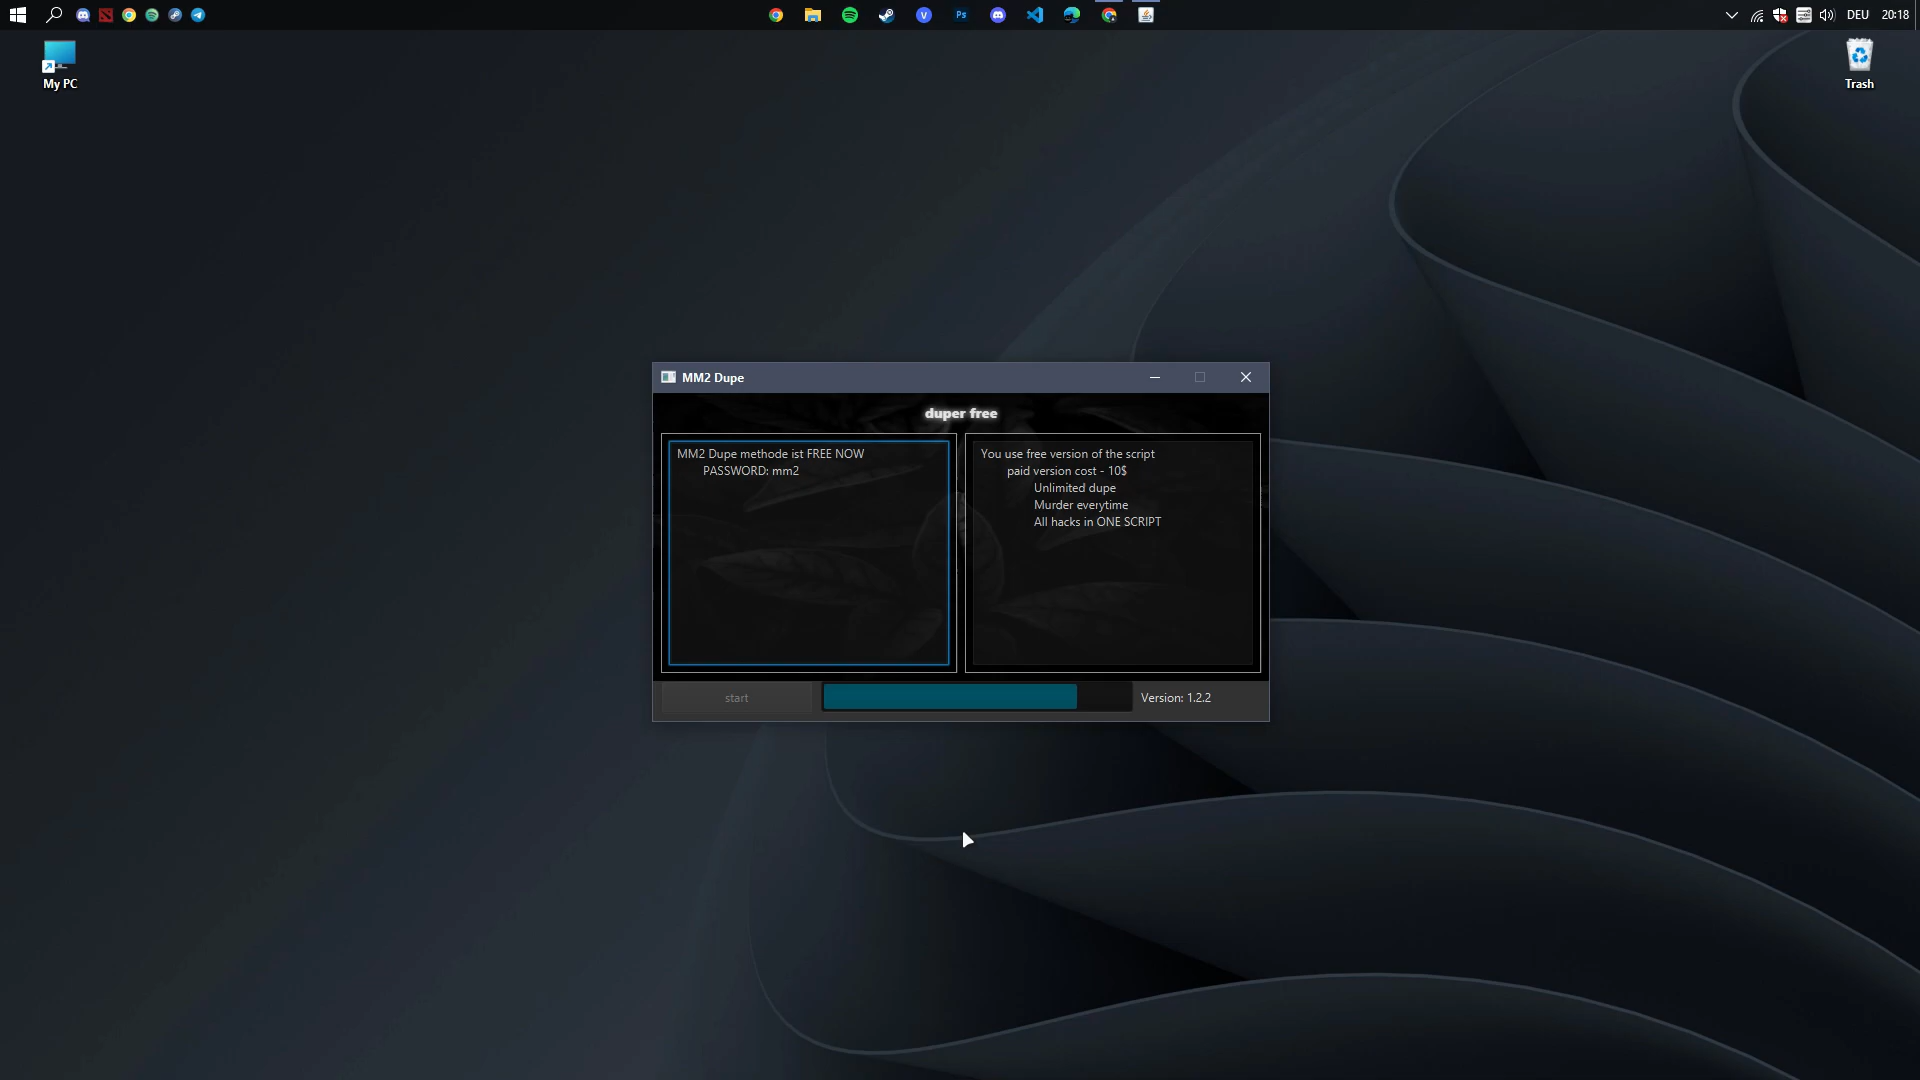 DEU
20:18
My PC
Trash
MM2 Dupe
duper free
MM2 Dupe methode ist FREE NOW
PASSWORD: mm2
You use free version of the script
paid version cost - 10$
Unlimited dupe
Murder everytime
All hacks in ONE SCRIPT
start
Version: 1.2.2